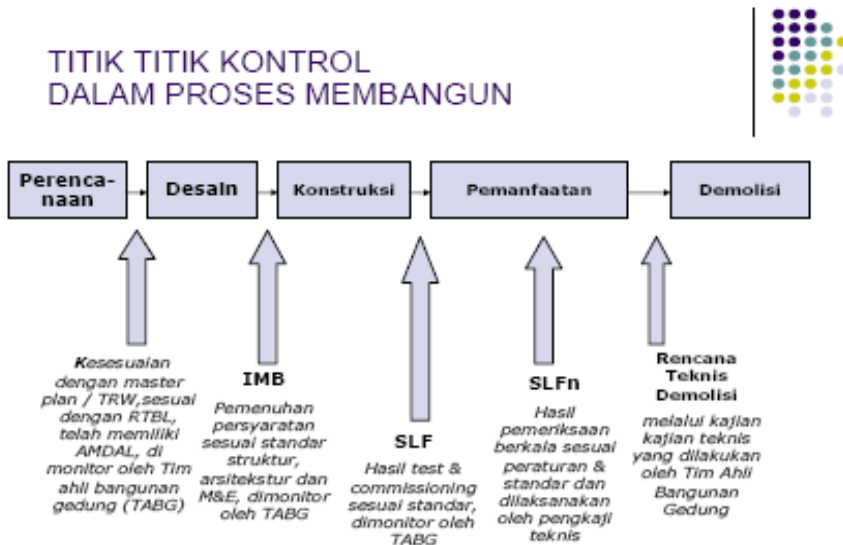 TITIK TITIK KONTROL
DALAM PROSES MEMBANGUN
Perenca-
naan
Desain
Konstruksi
Pemanfaatan
Demolisi
Kesesuaian
dengan master
plan / TRW,sesuai
dengan RTBL,
telah memiliki
AMDAL, di
monitor oleh Tim
ahli bangunan
gedung (TABG)
IMB
Pemenuhan
persyaratan
sesuai standar
struktur,
arsitekstur dan
M&E, dimonitor
oleh TABG
SLF
Hasil test &
commissioning
sesuai standar,
dimonitor oleh
TABG
SLFn
Hasil
pemeriksaan
berkala sesuai
peraturan &
standar dan
dilaksanakan
oleh pengkaji
teknis
Rencana
Teknis
Demolisi
melalui kajian
kajian teknis
yang dilakukan
oleh Tim Ahli
Bangunan
Gedung